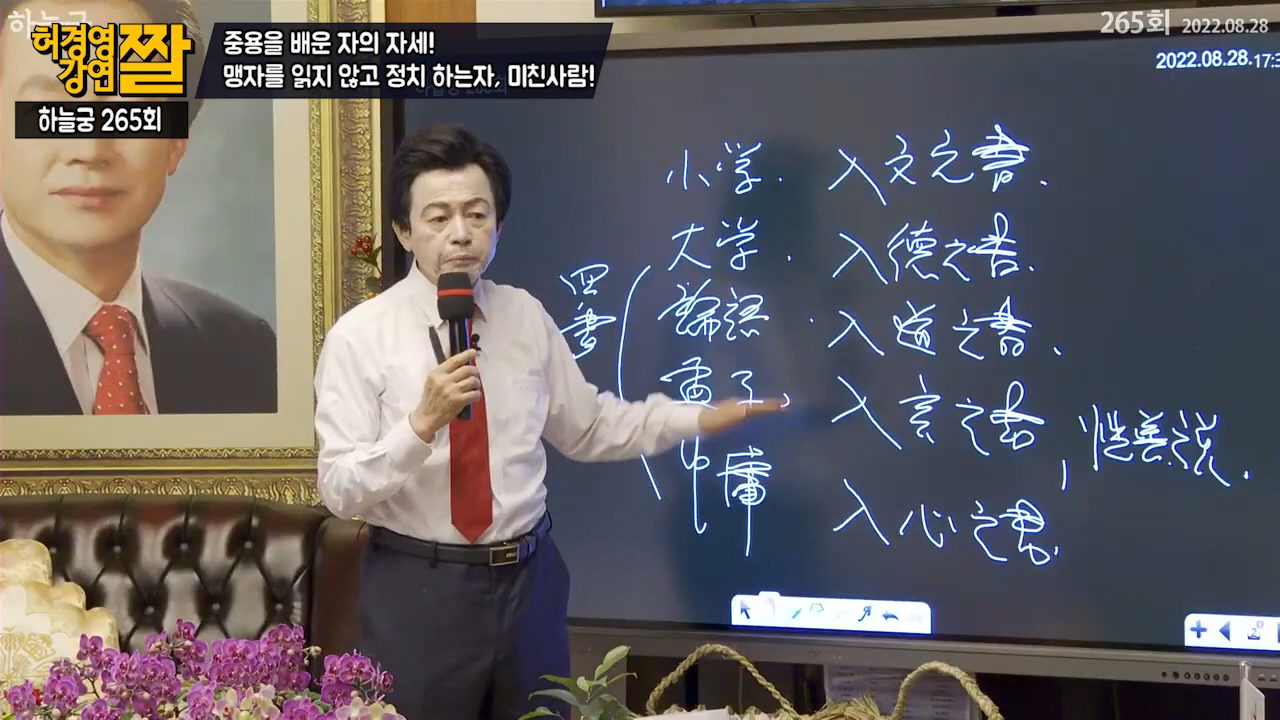 하늘궁
265회 2022.08.28
허경영
강연 짤
하늘궁 265회
중용을 배운 자의 자세!
맹자를 읽지 않고 정치 하는자, 미친사람!
2022.08.28.17:3
小学. 入文之書.
大学. 入德之書.
四書
論語. 入道之書.
孟子, 入言之書, 性善说.
中庸 入心之書.